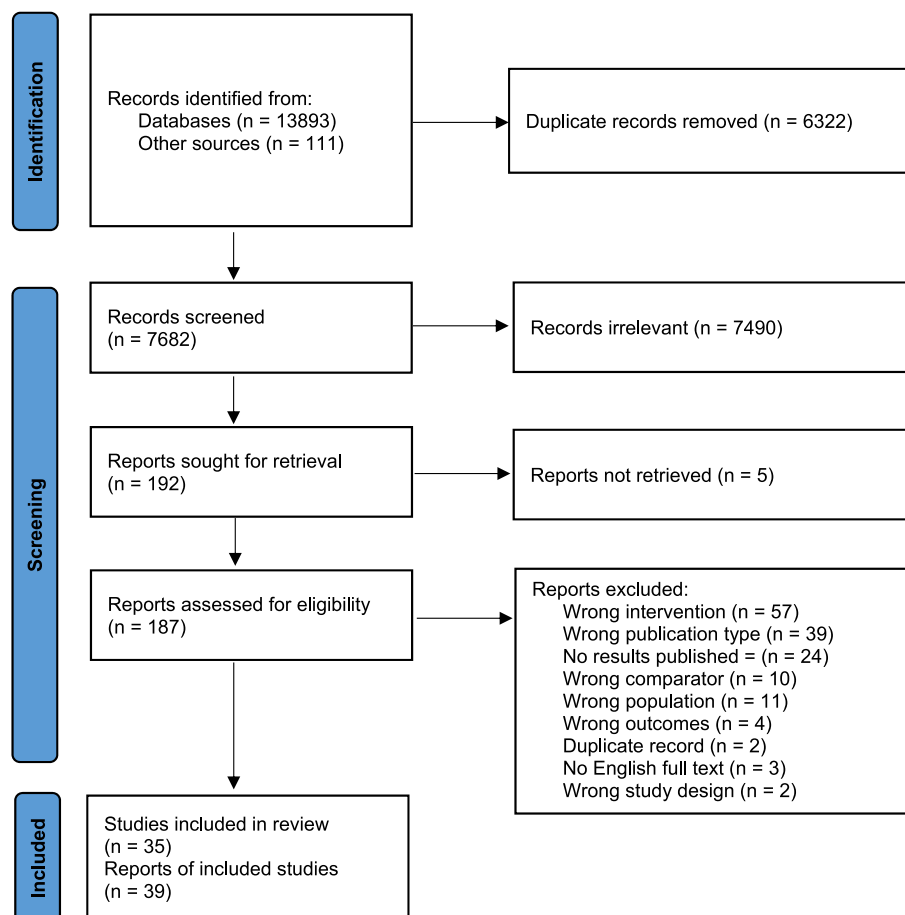 Identification
Records identified from:
Databases (n = 13893)
Other sources (n = 111)
Duplicate records removed (n = 6322)
Screening
Records screened
(n = 7682)
Records irrelevant (n = 7490)
Reports sought for retrieval
(n = 192)
Reports not retrieved (n = 5)
Reports assessed for eligibility
(n = 187)
Reports excluded:
Wrong intervention (n = 57)
Wrong publication type (n = 39)
No results published = (n = 24)
Wrong comparator (n = 10)
Wrong population (n = 11)
Wrong outcomes (n = 4)
Duplicate record (n = 2)
No English full text (n = 3)
Wrong study design (n = 2)
Included
Studies included in review
(n = 35)
Reports of included studies
(n = 39)